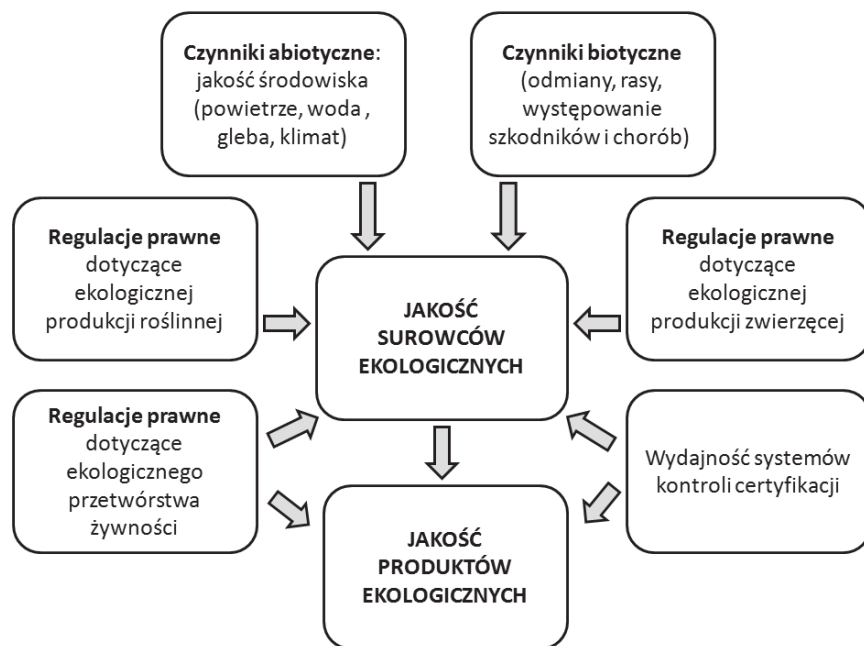 Czynniki abiotyczne:
jakość środowiska
(powietrze, woda ,
gleba, klimat)
Czynniki biotyczne
(odmiany, rasy,
występowanie
szkodników i chorób)
Regulacje prawne
dotyczące
ekologicznej
produkcji roślinnej
JAKOŚĆ
SUROWCÓW
EKOLOGICZNYCH
Regulacje prawne
dotyczące
ekologicznej
produkcji zwierzęcej
Regulacje prawne
dotyczące
ekologicznego
przetwórstwa
żywności
JAKOŚĆ
PRODUKTÓW
EKOLOGICZNYCH
Wydajność systemów
kontroli certyfikacji